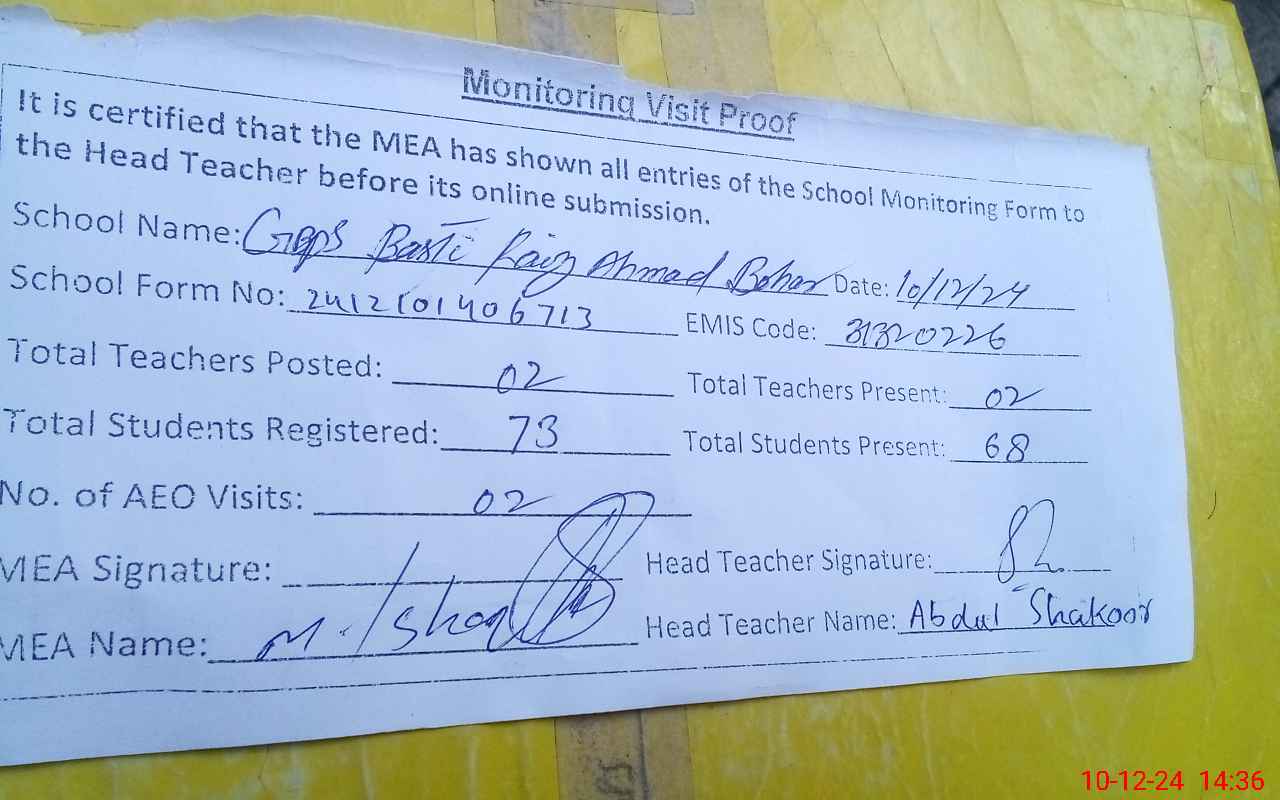 Monitoring Visit Proof
It is certified that the MEA has shown all entries of the School Monitoring Form to
the Head Teacher before its online submission.
School Name: Gpps Basti Faiz Ahmad Bohar Date: 10/12/24
School Form No: 2412101406713 EMIS Code: 31320226
Total Teachers Posted: 02 Total Teachers Present: 02
Total Students Registered: 73 Total Students Present: 68
No. of AEO Visits: 02
MEA Signature: Head Teacher Signature:
MEA Name: M. Ishaq Head Teacher Name: Abdul Shakoor
10-12-24 14:36